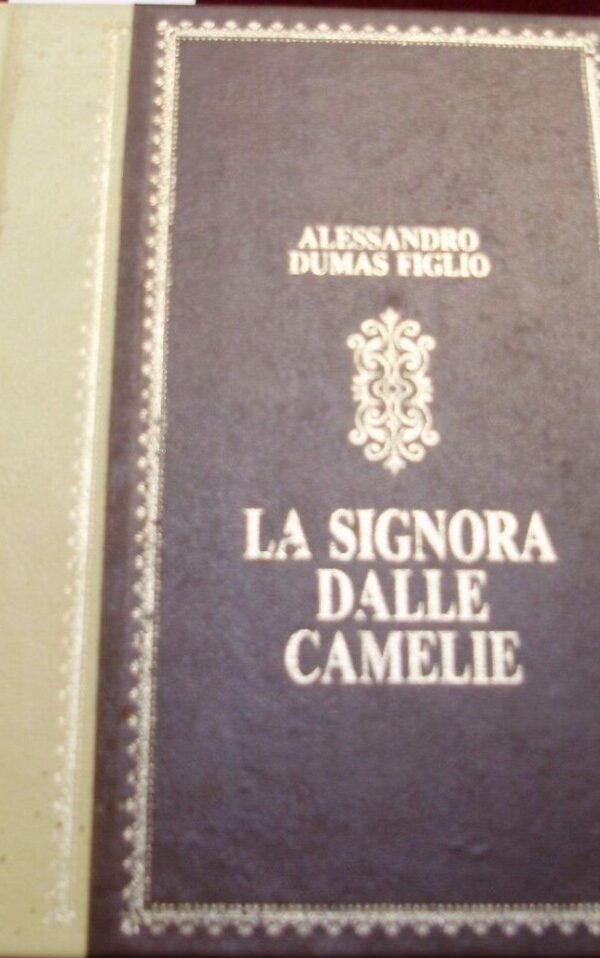 ALESSANDRO
DUMAS FIGLIO
LA SIGNORA
DALLE
CAMELIE